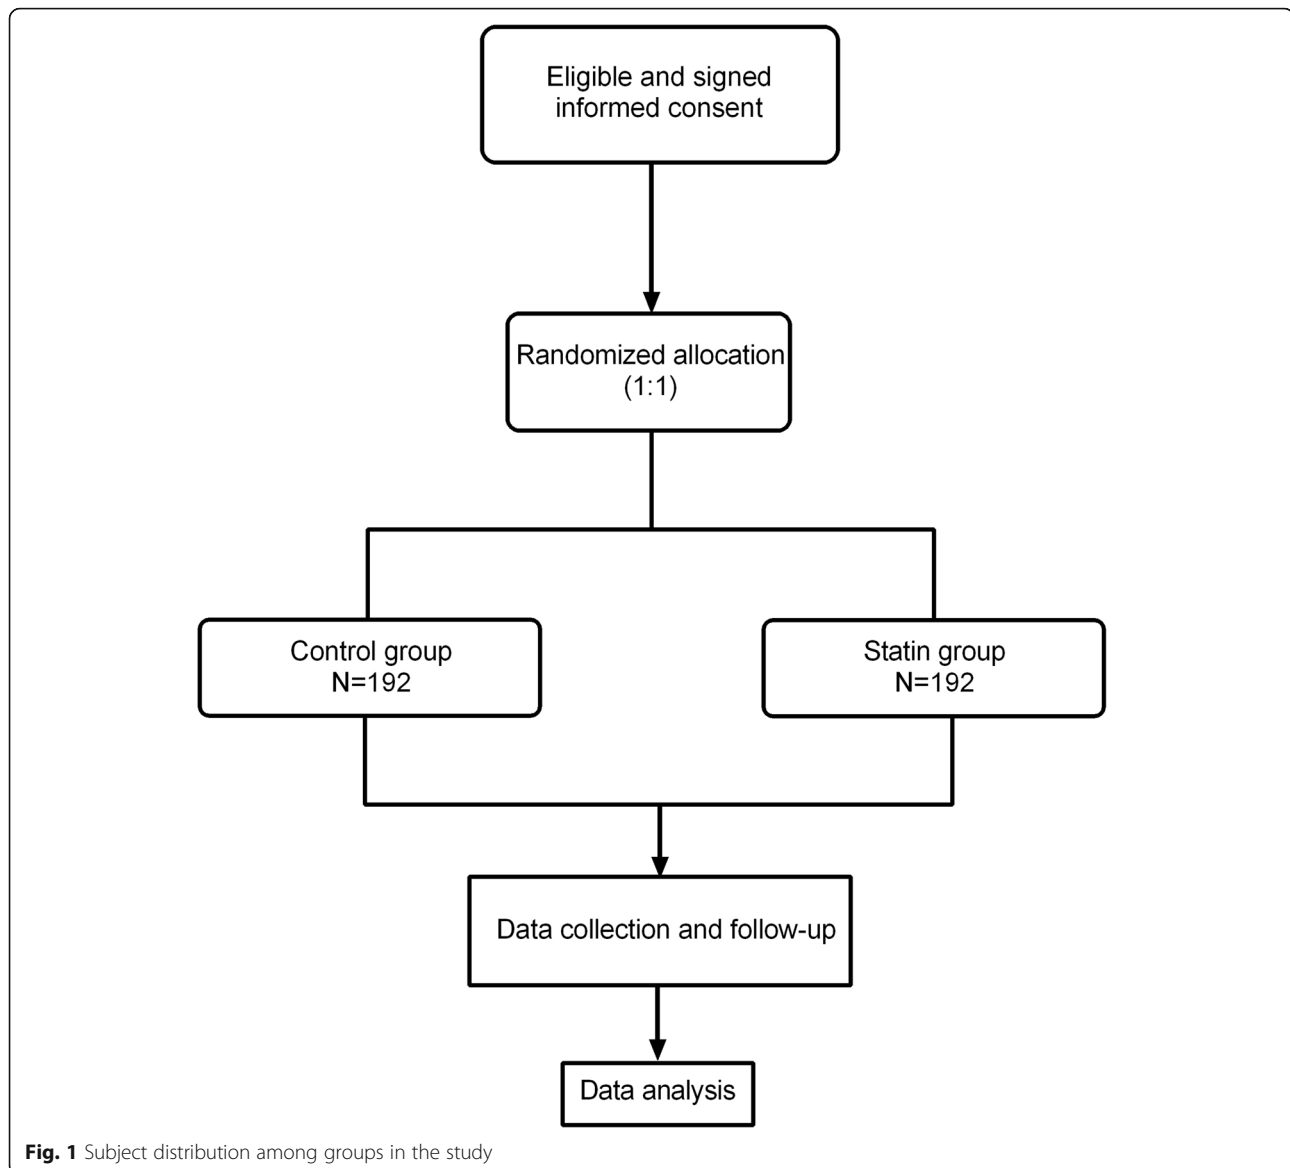 Eligible and signed
informed consent
Randomized allocation
(1:1)
Control group
N=192
Statin group
N=192
Data collection and follow-up
Data analysis
Fig. 1 Subject distribution among groups in the study